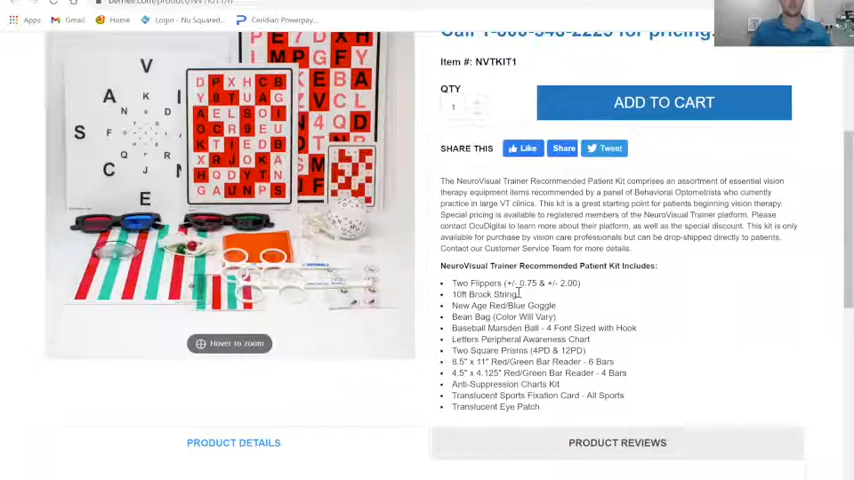 Apps
Gmail
Home
Login - Nu Squared...
Ceridian Powerpay...
for pricing.
Item #: NVTKIT1
QTY
1
ADD TO CART
SHARE THIS
Like
Share
Tweet
The NeuroVisual Trainer Recommended Patient Kit comprises an assortment of essential vision
therapy equipment items recommended by a panel of Behavioral Optometrists who currently
practice in large VT clinics. This kit is a great starting point for patients beginning vision therapy.
Special pricing is available to registered members of the NeuroVisual Trainer platform. Please
contact OcuDigital to learn more about their platform, as well as the special discount. This kit is only
available for purchase by vision care professionals but can be drop-shipped directly to patients.
Contact our Customer Service Team for more details.
NeuroVisual Trainer Recommended Patient Kit Includes:
Two Flippers (+/- 0.75 & +/- 2.00)
10ft Brock String
New Age Red/Blue Goggle
Bean Bag (Color Will Vary)
Baseball Marsden Ball - 4 Font Sized with Hook
Letters Peripheral Awareness Chart
Two Square Prisms (4PD & 12PD)
8.5" x 11" Red/Green Bar Reader - 6 Bars
4.5" x 4.125" Red/Green Bar Reader - 4 Bars
Anti-Suppression Charts Kit
Translucent Sports Fixation Card - All Sports
Translucent Eye Patch
Hover to zoom
PRODUCT DETAILS
PRODUCT REVIEWS